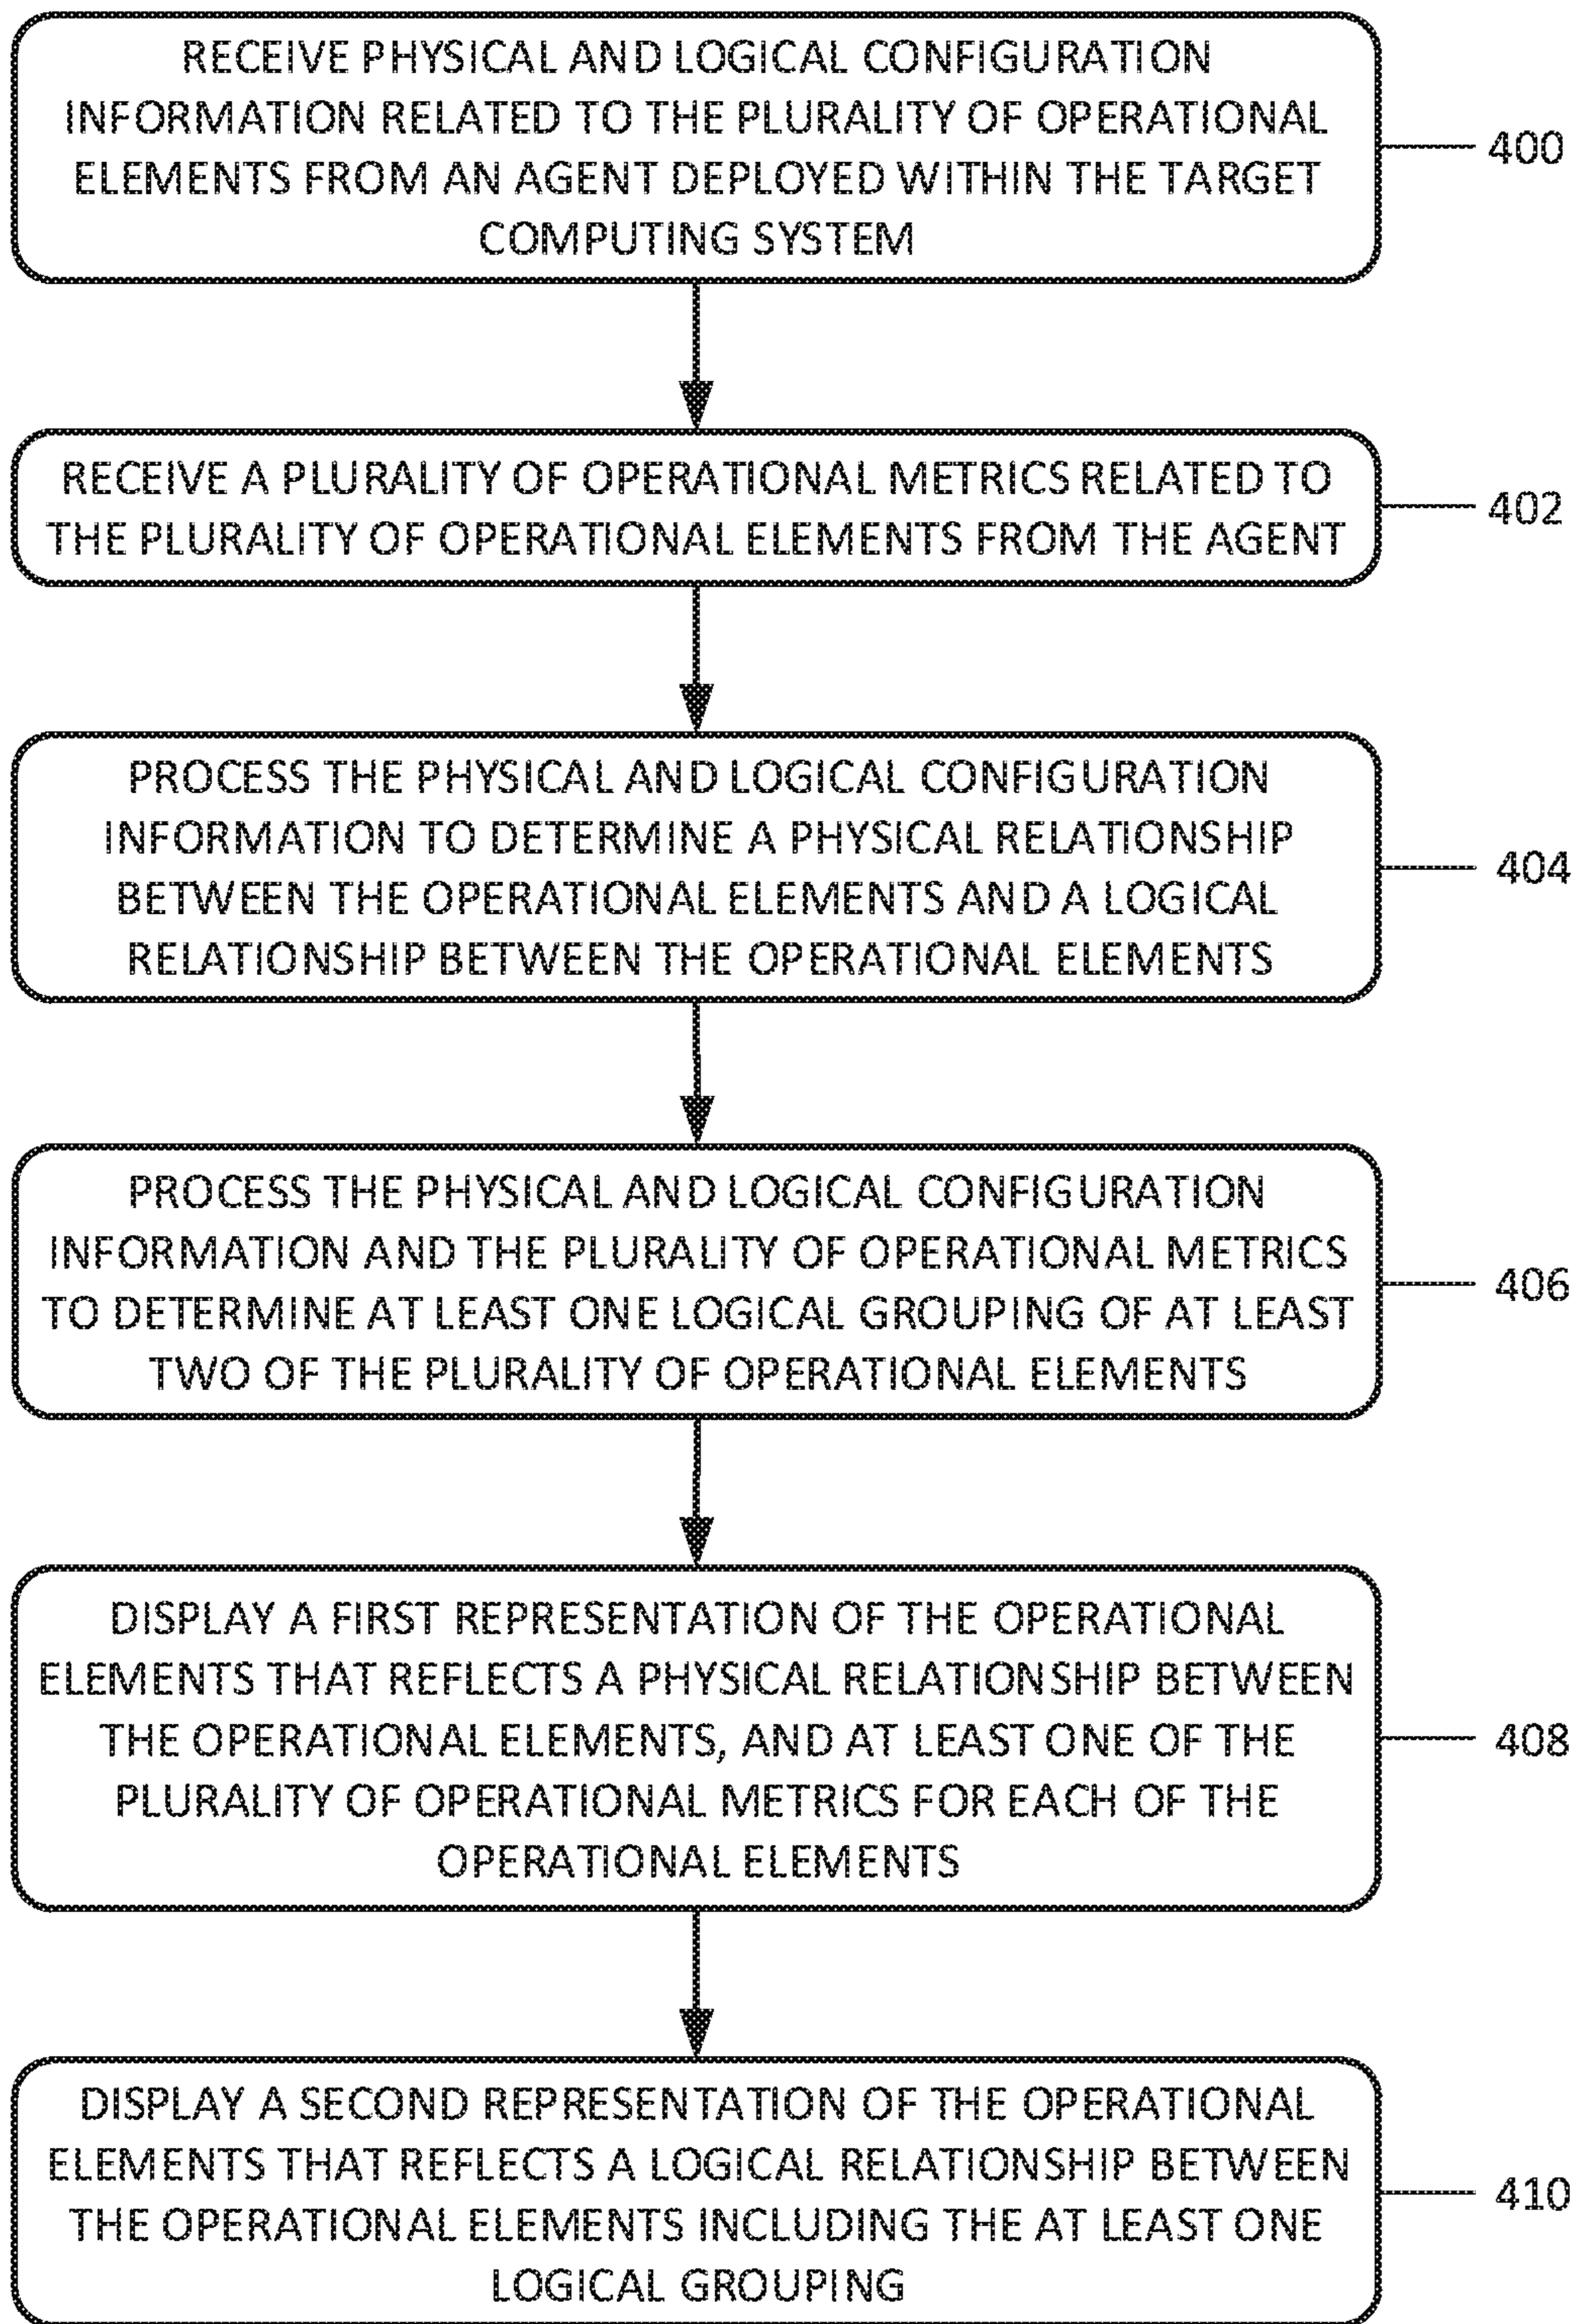 RECEIVE PHYSICAL AND LOGICAL CONFIGURATION
INFORMATION RELATED TO THE PLURALITY OF OPERATIONAL
ELEMENTS FROM AN AGENT DEPLOYED WITHIN THE TARGET
COMPUTING SYSTEM
400
RECEIVE A PLURALITY OF OPERATIONAL METRICS RELATED TO
THE PLURALITY OF OPERATIONAL ELEMENTS FROM THE AGENT
402
PROCESS THE PHYSICAL AND LOGICAL CONFIGURATION
INFORMATION TO DETERMINE A PHYSICAL RELATIONSHIP
BETWEEN THE OPERATIONAL ELEMENTS AND A LOGICAL
RELATIONSHIP BETWEEN THE OPERATIONAL ELEMENTS
404
PROCESS THE PHYSICAL AND LOGICAL CONFIGURATION
INFORMATION AND THE PLURALITY OF OPERATIONAL METRICS
TO DETERMINE AT LEAST ONE LOGICAL GROUPING OF AT LEAST
TWO OF THE PLURALITY OF OPERATIONAL ELEMENTS
406
DISPLAY A FIRST REPRESENTATION OF THE OPERATIONAL
ELEMENTS THAT REFLECTS A PHYSICAL RELATIONSHIP BETWEEN
THE OPERATIONAL ELEMENTS, AND AT LEAST ONE OF THE
PLURALITY OF OPERATIONAL METRICS FOR EACH OF THE
OPERATIONAL ELEMENTS
408
DISPLAY A SECOND REPRESENTATION OF THE OPERATIONAL
ELEMENTS THAT REFLECTS A LOGICAL RELATIONSHIP BETWEEN
THE OPERATIONAL ELEMENTS INCLUDING THE AT LEAST ONE
LOGICAL GROUPING
410